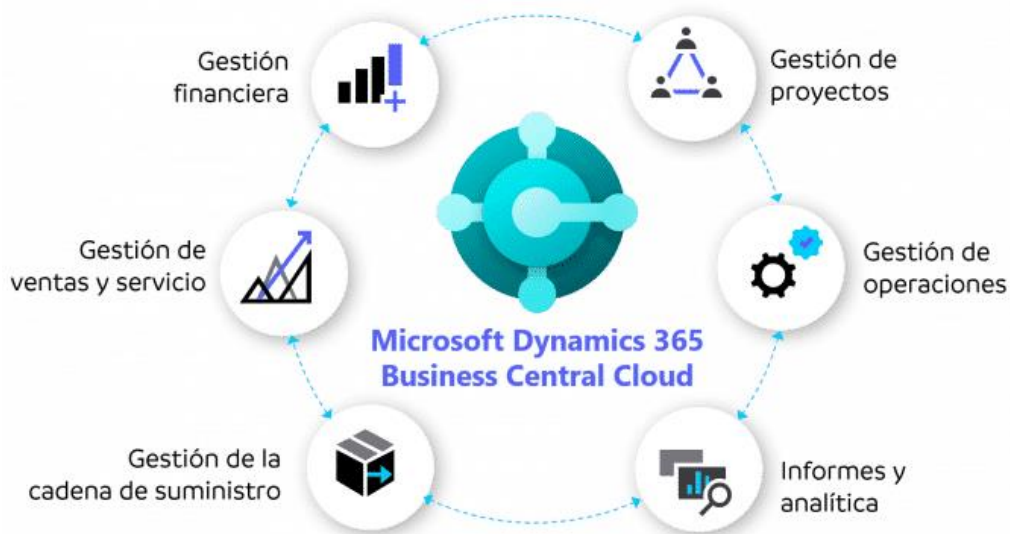 Gestión
financiera
Gestión de
proyectos
Gestión de
ventas y servicio
Gestión de
operaciones
Microsoft Dynamics 365
Business Central Cloud
Gestión de la
cadena de suministro
Informes y
analítica